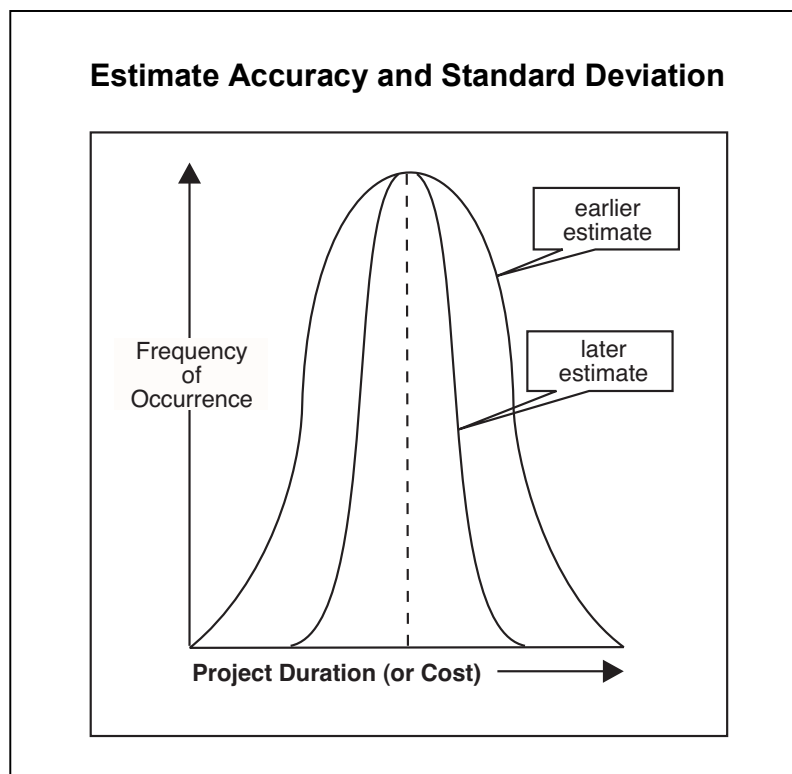 Estimate Accuracy and Standard Deviation
earlier
estimate
later
estimate
Frequency
of
Occurrence
Project Duration (or Cost)